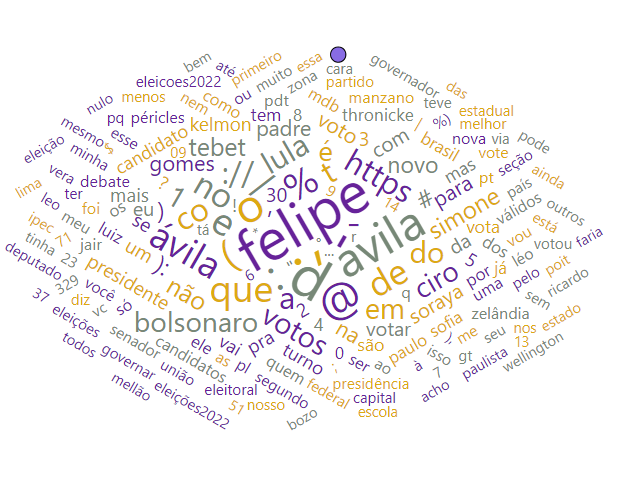 cara
bem
até
primeiro
essa
governador
eleicoes2022
ou
muito
zona
partido
das
menos
nem
como
pdt
mdb
manzano
teve
estadual
nulo
pq
péricles
tem
8
thronicke
%)
melhor
mesmo
esse
candidato
kelmon
padre
voto
3
|
brasil
nova
via
pode
eleição
minha
09
tebet
lula
é
com
vote
seção
vera
debate
gomes
://
_
t
https
novo
mas
pt
ainda
lima
ter
mais
?
1
no
%
,
30
9
#
para
país
leo
os
eu
)
co
e
o
!
felipe
14
simone
válidos
outros
ipec
71
meu
foi
luiz
se
ávila
(
tá
*
d'
avila
da
dos
vota
está
tinha
23
jair
um
):
:
"
°
...
-
r
do
vou
votou
faria
deputado
329
você
presidente
não
que
6
@
de
ciro
5
por
já
léo
poit
37
diz
vc
só
$
a
2
em
q
soraya
uma
pelo
sem
ricardo
eleições
senador
bolsonaro
votos
4
na
votar
sofia
zelândia
todos
governar
candidatos
ele
vai
pra
turno
0
são
paulo
;)
me
seu
nos
estado
mellão
união
as
pl
quem
;
ser
ao
à
isso
gt
paulista
13
wellington
eleições2022
eleitoral
segundo
federal
presidência
7
acho
51
nosso
bozo
capital
escola